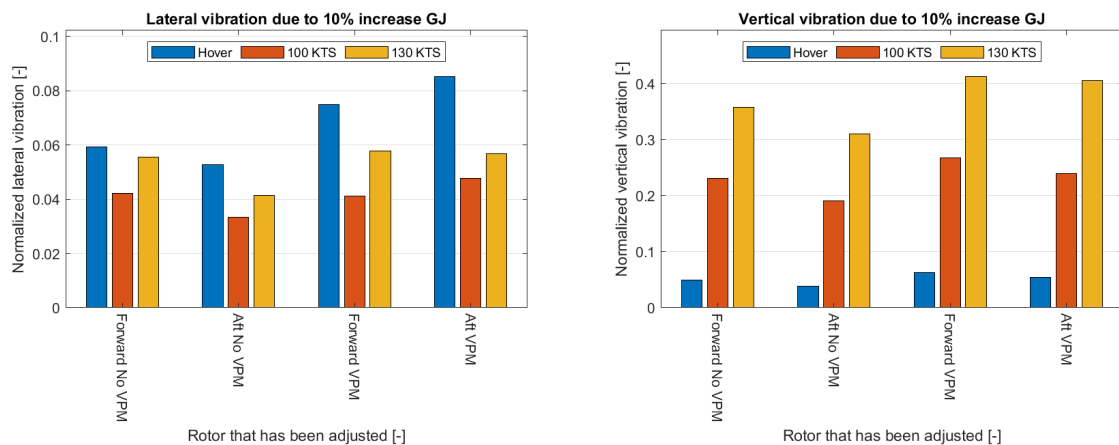 Lateral vibration due to 10% increase GJ
Hover 100 KTS 130 KTS
Normalized lateral vibration [-]
0.1
0.08
0.06
0.04
0.02
0
Forward No VPM
Aft No VPM
Forward VPM
Aft VPM
Rotor that has been adjusted [-]
Vertical vibration due to 10% increase GJ
Hover 100 KTS 130 KTS
Normalized vertical vibration [-]
0.4
0.3
0.2
0.1
0
Forward No VPM
Aft No VPM
Forward VPM
Aft VPM
Rotor that has been adjusted [-]